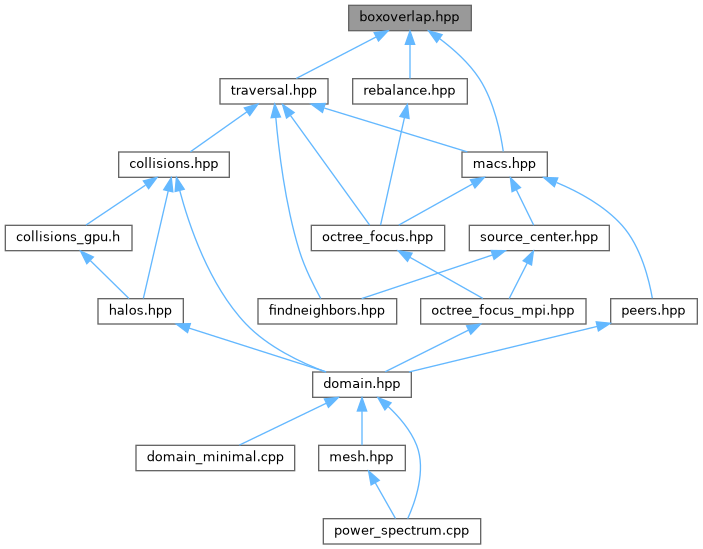 boxoverlap.hpp
traversal.hpp
rebalance.hpp
collisions.hpp
macs.hpp
collisions_gpu.h
octree_focus.hpp
source_center.hpp
halos.hpp
findneighbors.hpp
octree_focus_mpi.hpp
peers.hpp
domain.hpp
domain_minimal.cpp
mesh.hpp
power_spectrum.cpp